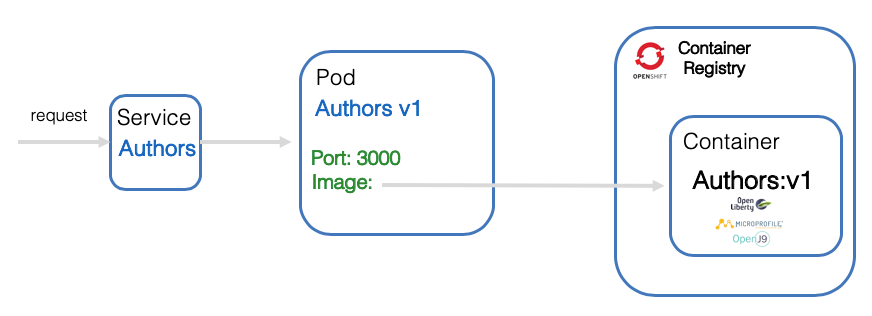 request
Service
Authors
Pod
Authors v1
Port: 3000
Image:
OPENSHIFT
Container
Registry
Container
Authors:v1
Open
Liberty
MICROPROFILE
OpenJ9